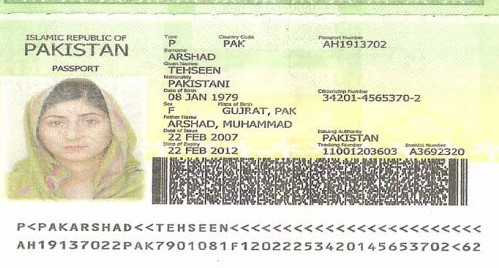 ISLAMIC REPUBLIC OF
PAKISTAN
PASSPORT
Type Country Code Passport Number
P PAK AH1913702
Surname
ARSHAD
Given Names
TEHSEEN
Nationality
PAKISTANI
Date of Birth Citizenship Number
08 JAN 1979 34201-4565370-2
Sex Place of Birth
F GUJRAT, PAK
Father Name
ARSHAD, MUHAMMAD
Date of Issue Issuing Authority
22 FEB 2007 PAKISTAN
Date of Expiry Tracking Number Booklet Number
22 FEB 2012 11001203603 A3692320
P<PAKARSHAD<<TEHSEEN<<<<<<<<<<<<<<<<<<<<<<<<
AH19137022PAK7901081F12022253420145653702<62